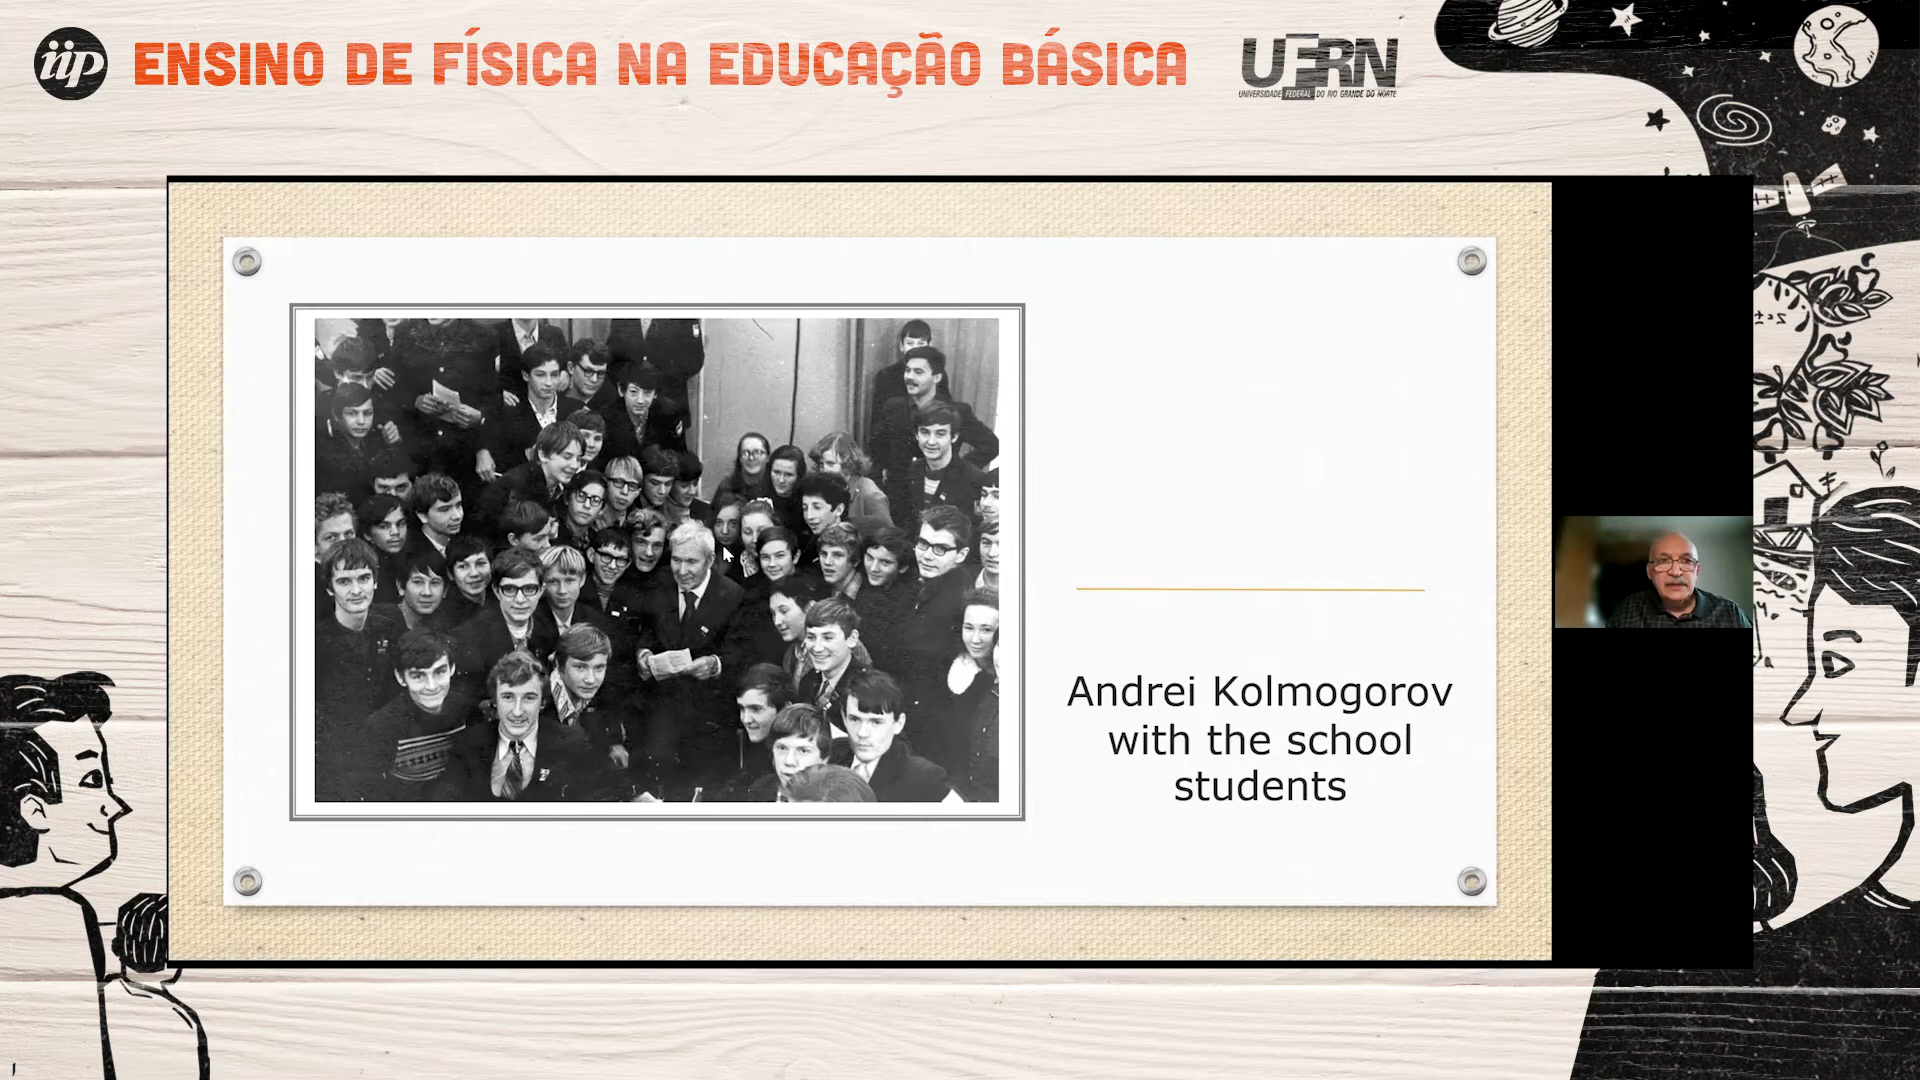 iip
ENSINO DE FÍSICA NA EDUCAÇÃO BÁSICA
UFRN
UNIVERSIDADE FEDERAL DO RIO GRANDE DO NORTE
Andrei Kolmogorov
with the school
students